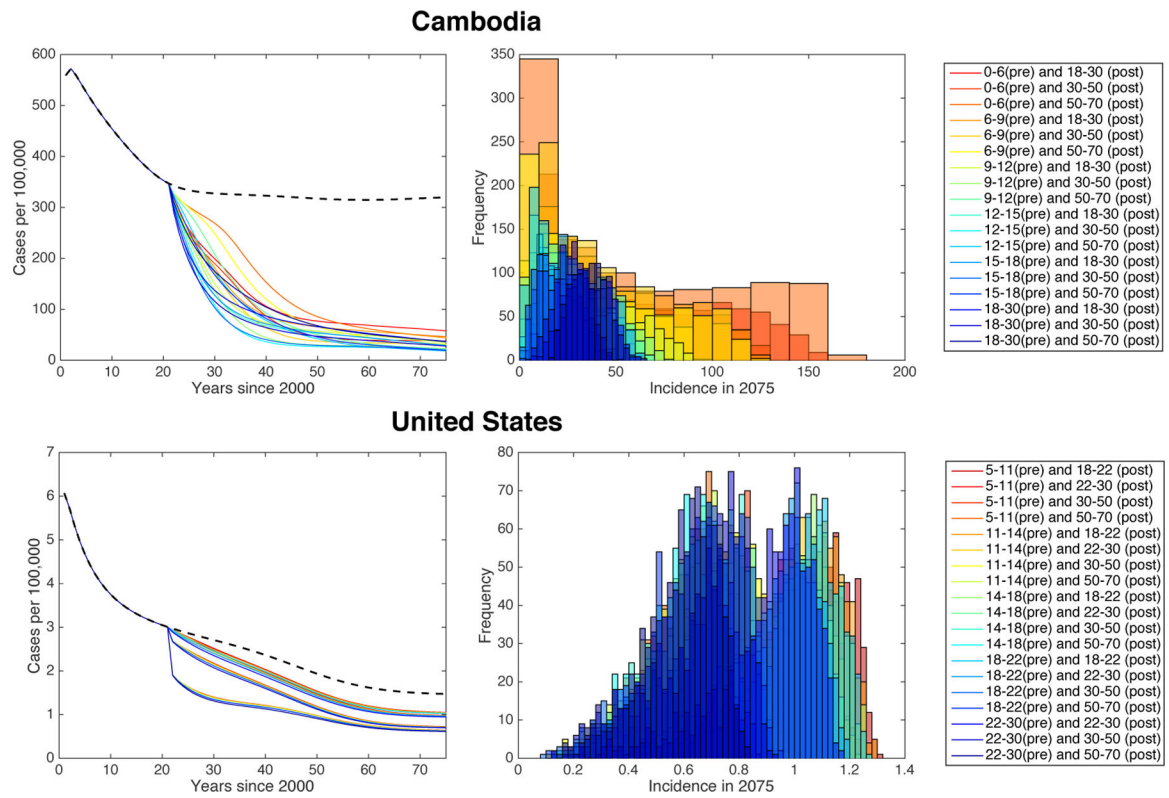 Cambodia
600
500
400
300
200
100
0
Cases per 100,000
0 10 20 30 40 50 60 70
Years since 2000
350
300
250
200
150
100
50
0
Frequency
0 50 100 150 200
Incidence in 2075
0-6(pre) and 18-30 (post)
0-6(pre) and 30-50 (post)
0-6(pre) and 50-70 (post)
6-9(pre) and 18-30 (post)
6-9(pre) and 30-50 (post)
6-9(pre) and 50-70 (post)
9-12(pre) and 18-30 (post)
9-12(pre) and 30-50 (post)
9-12(pre) and 50-70 (post)
12-15(pre) and 18-30 (post)
12-15(pre) and 30-50 (post)
12-15(pre) and 50-70 (post)
15-18(pre) and 18-30 (post)
15-18(pre) and 30-50 (post)
15-18(pre) and 50-70 (post)
18-30(pre) and 18-30 (post)
18-30(pre) and 30-50 (post)
18-30(pre) and 50-70 (post)
United States
7
6
5
4
3
2
1
0
Cases per 100,000
0 10 20 30 40 50 60 70
Years since 2000
80
70
60
50
40
30
20
10
0
Frequency
0 0.2 0.4 0.6 0.8 1 1.2 1.4
Incidence in 2075
5-11(pre) and 18-22 (post)
5-11(pre) and 22-30 (post)
5-11(pre) and 30-50 (post)
5-11(pre) and 50-70 (post)
11-14(pre) and 18-22 (post)
11-14(pre) and 22-30 (post)
11-14(pre) and 30-50 (post)
11-14(pre) and 50-70 (post)
14-18(pre) and 18-22 (post)
14-18(pre) and 22-30 (post)
14-18(pre) and 30-50 (post)
14-18(pre) and 50-70 (post)
18-22(pre) and 18-22 (post)
18-22(pre) and 22-30 (post)
18-22(pre) and 30-50 (post)
18-22(pre) and 50-70 (post)
22-30(pre) and 22-30 (post)
22-30(pre) and 30-50 (post)
22-30(pre) and 50-70 (post)